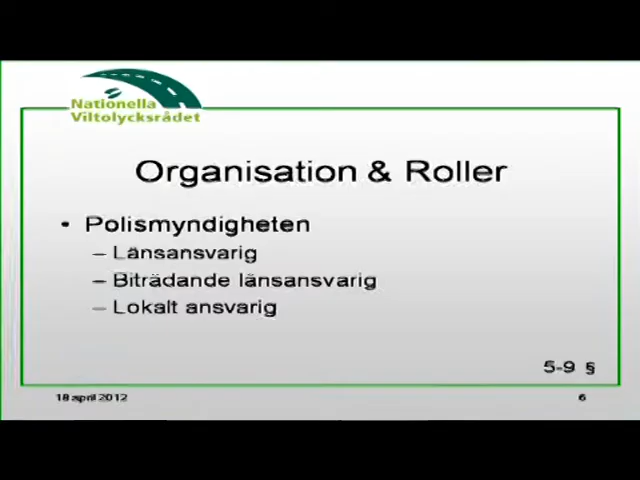 Nationella
Viltolycksrådet
Organisation & Roller
• Polismyndigheten
– Länsansvarig
– Biträdande länsansvarig
– Lokalt ansvarig
5-9 §
18 april 2012
6